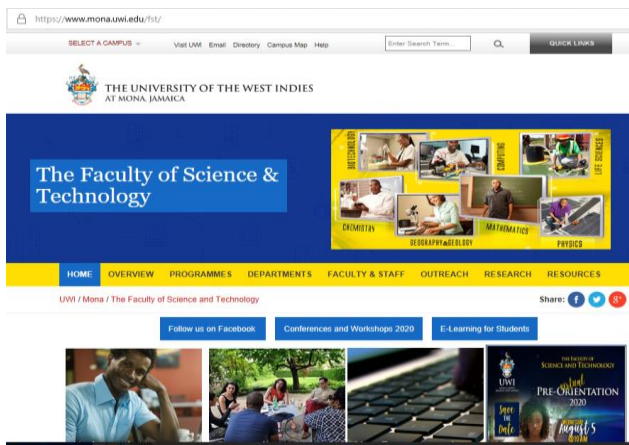 https://www.mona.uwi.edu/fst/
SELECT A CAMPUS Visit UWI Email Directory Campus Map Help Enter Search Term... QUICK LINKS
THE UNIVERSITY OF THE WEST INDIES
AT MONA, JAMAICA
The Faculty of Science &
Technology
BIOTECHNOLOGY
COMPUTING
LIFE SCIENCES
CHEMISTRY
GEOGRAPHY & GEOLOGY
MATHEMATICS
PHYSICS
HOME OVERVIEW PROGRAMMES DEPARTMENTS FACULTY & STAFF OUTREACH RESEARCH RESOURCES
UWI / Mona / The Faculty of Science and Technology Share: f g+
Follow us on Facebook Conferences and Workshops 2020 E-Learning for Students
THE FACULTY OF
SCIENCE AND TECHNOLOGY
UWI
virtual
PRE-ORIENTATION
2020
Save
THE
Date
WEDNESDAY
August 5